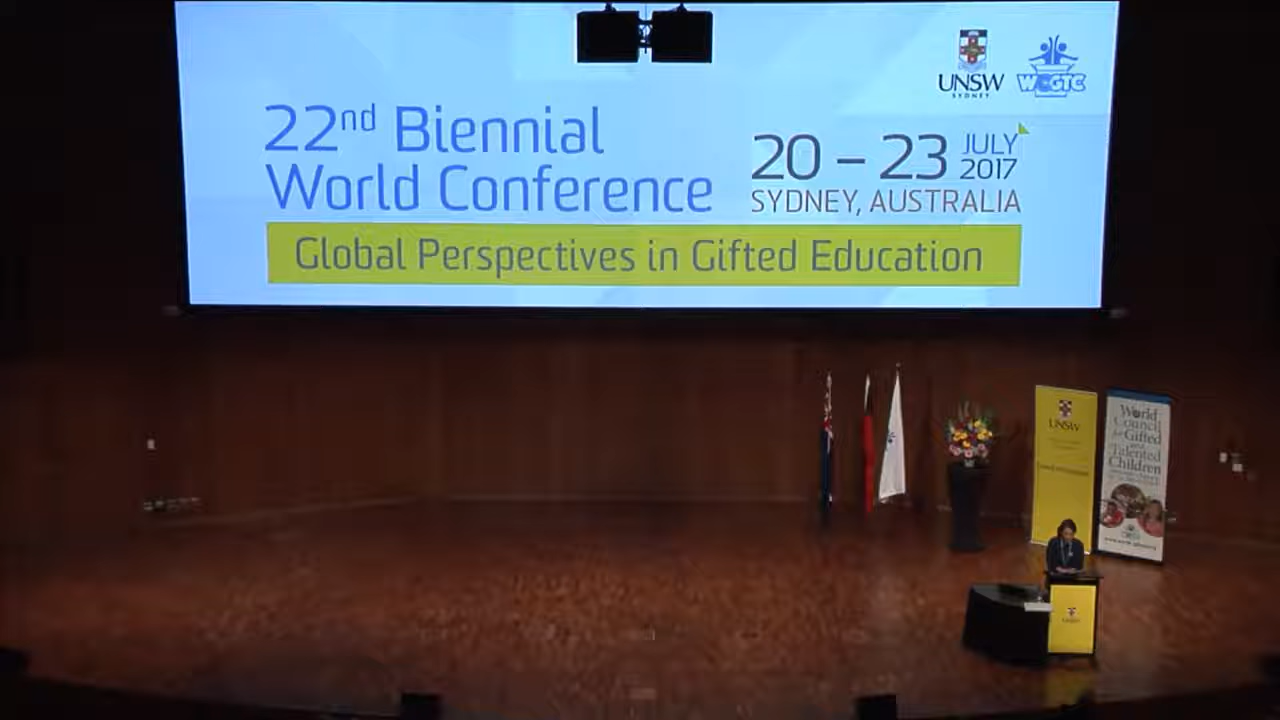 22nd Biennial
World Conference
20 – 23 JULY 2017
SYDNEY, AUSTRALIA
Global Perspectives in Gifted Education
UNSW
SYDNEY
WCGTC
UNSW
World
Council
for Gifted
and
Talented
Children